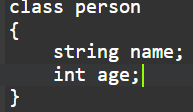 class person
{
    string name;
    int age;
}